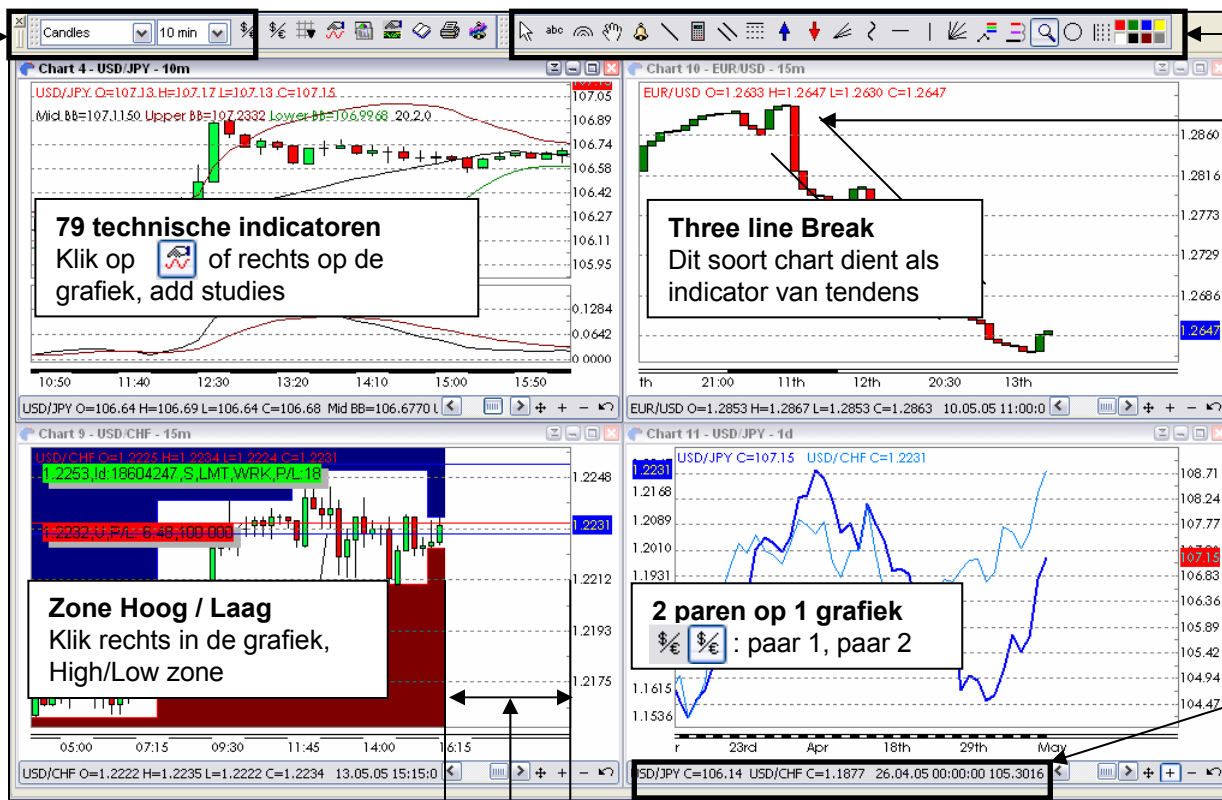 Candles 10 min abc
Chart 4 - USD/JPY - 10m
USD/JPY O=107.13 H=107.17 L=107.13 C=107.15
Mid BB=107.1150 Upper BB=107.2332 Lower BB=106.9968 20,2,0
107.05
106.89
106.74
106.58
106.42
106.27
106.11
105.95
79 technische indicatoren
Klik op of rechts op de
grafiek, add studies
0.1284
0.0642
0.0000
10:50 11:40 12:30 13:20 14:10 15:00 15:50
USD/JPY O=106.64 H=106.69 L=106.64 C=106.68 Mid BB=106.6770
Chart 10 - EUR/USD - 15m
EUR/USD O=1.2633 H=1.2647 L=1.2630 C=1.2647
1.2860
1.2816
1.2773
1.2729
1.2686
1.2647
Three line Break
Dit soort chart dient als
indicator van tendens
th 21:00 11th 12th 20:30 13th
EUR/USD O=1.2853 H=1.2867 L=1.2853 C=1.2863 10.05.05 11:00:0
Chart 9 - USD/CHF - 15m
USD/CHF O=1.2225 H=1.2234 L=1.2224 C=1.2231
1.2253,Id:18604247,S,LMT,WRK,P/L:18
1.2232,U,P/L:-6.48,100.000
1.2248
1.2231
1.2212
1.2193
1.2175
Zone Hoog / Laag
Klik rechts in de grafiek,
High/Low zone
05:00 07:15 09:30 11:45 14:00 16:15
USD/CHF O=1.2222 H=1.2235 L=1.2222 C=1.2234 13.05.05 15:15:0
Chart 11 - USD/JPY - 1d
USD/JPY C=107.15 USD/CHF C=1.2231
1.2231
1.2168
1.2089
1.2010
1.1931
1.1615
1.1536
108.71
108.24
107.77
107.15
106.83
106.36
105.89
105.42
104.94
104.47
2 paren op 1 grafiek
$/€ $/€ : paar 1, paar 2
r 23rd Apr 18th 29th May
USD/JPY C=106.14 USD/CHF C=1.1877 26.04.05 00:00:00 105.3016